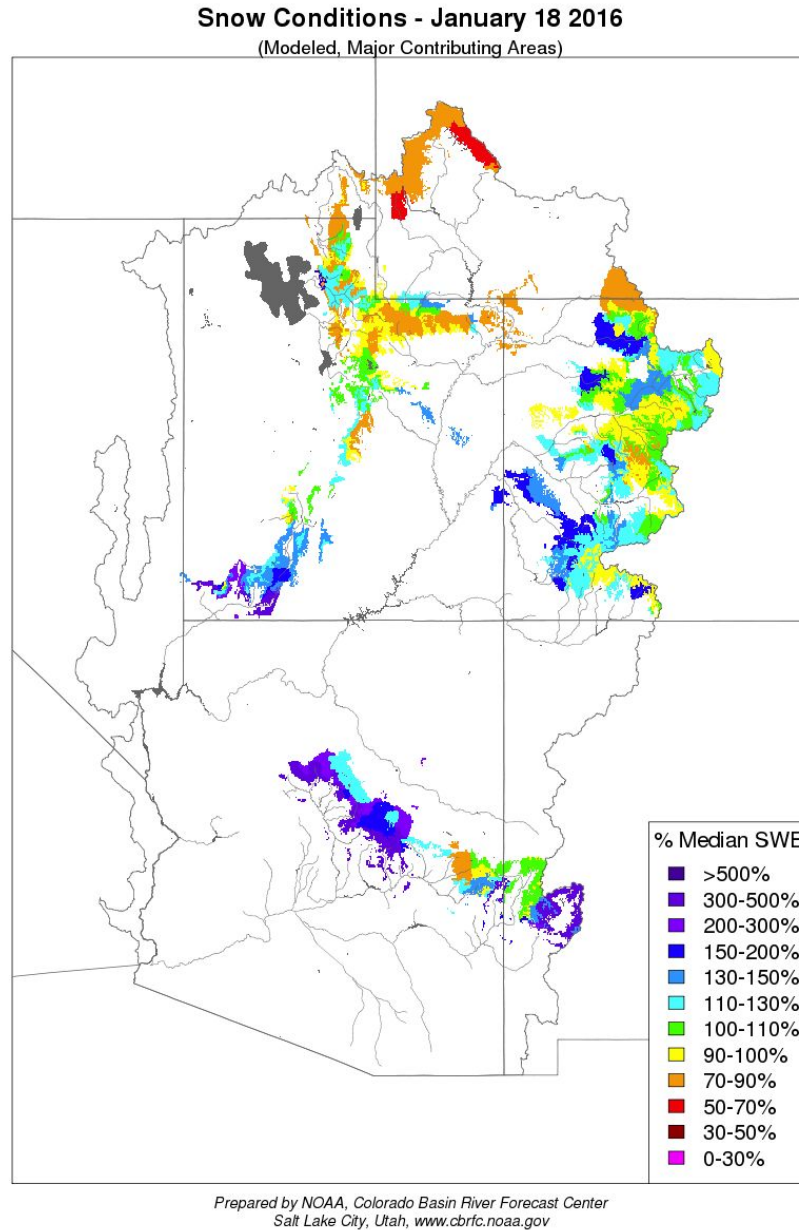 Snow Conditions - January 18 2016
(Modeled, Major Contributing Areas)
% Median SWE
>500%
300-500%
200-300%
150-200%
130-150%
110-130%
100-110%
90-100%
70-90%
50-70%
30-50%
0-30%
Prepared by NOAA, Colorado Basin River Forecast Center
Salt Lake City, Utah, www.cbrfc.noaa.gov